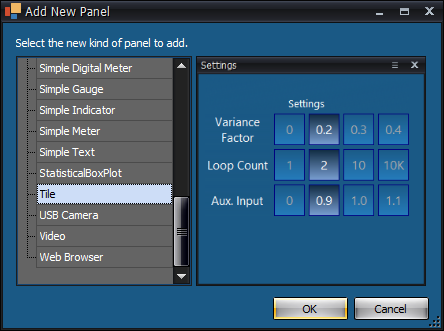 Add New Panel
Select the new kind of panel to add.
Simple Digital Meter
Simple Gauge
Simple Indicator
Simple Meter
Simple Text
StatisticalBoxPlot
Tile
USB Camera
Video
Web Browser
Settings
Settings
Variance Factor 0 0.2 0.3 0.4
Loop Count 1 2 10 10K
Aux. Input 0 0.9 1.0 1.1
OK Cancel